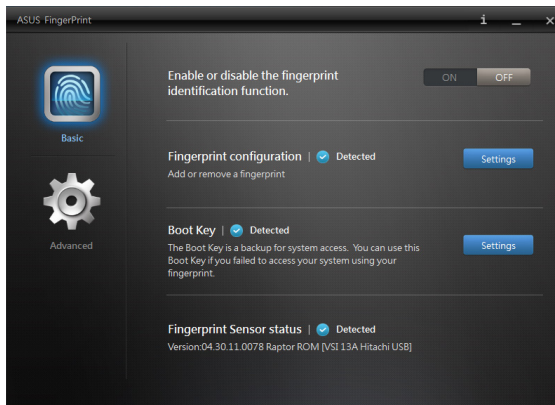 ASUS FingerPrint
Basic
Advanced
Enable or disable the fingerprint
identification function.
ON OFF
Fingerprint configuration | Detected
Add or remove a fingerprint
Settings
Boot Key | Detected
The Boot Key is a backup for system access. You can use this
Boot Key if you failed to access your system using your
fingerprint.
Settings
Fingerprint Sensor status | Detected
Version:04.30.11.0078 Raptor ROM [VSI 13A Hitachi USB]